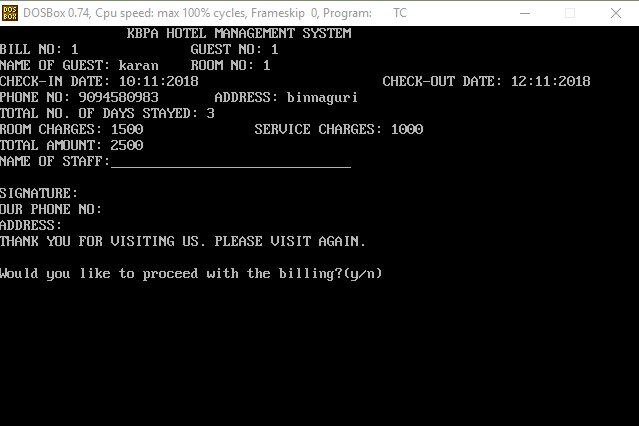 DOS BOX DOSBox 0.74, Cpu speed: max 100% cycles, Frameskip 0, Program: TC
KBPA HOTEL MANAGEMENT SYSTEM
BILL NO: 1 GUEST NO: 1
NAME OF GUEST: karan ROOM NO: 1
CHECK-IN DATE: 10:11:2018 CHECK-OUT DATE: 12:11:2018
PHONE NO: 9094580983 ADDRESS: binnaguri
TOTAL NO. OF DAYS STAYED: 3
ROOM CHARGES: 1500 SERVICE CHARGES: 1000
TOTAL AMOUNT: 2500
NAME OF STAFF:______________________________
SIGNATURE:
OUR PHONE NO:
ADDRESS:
THANK YOU FOR VISITING US. PLEASE VISIT AGAIN.
Would you like to proceed with the billing?(y/n)